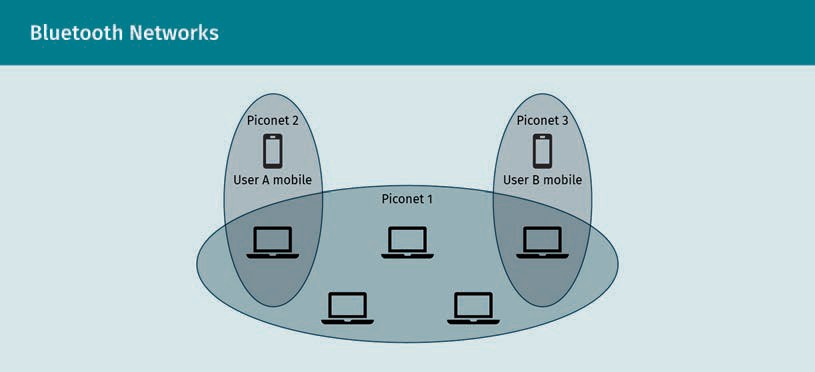 Bluetooth Networks
Piconet 2
Piconet 3
User A mobile
User B mobile
Piconet 1